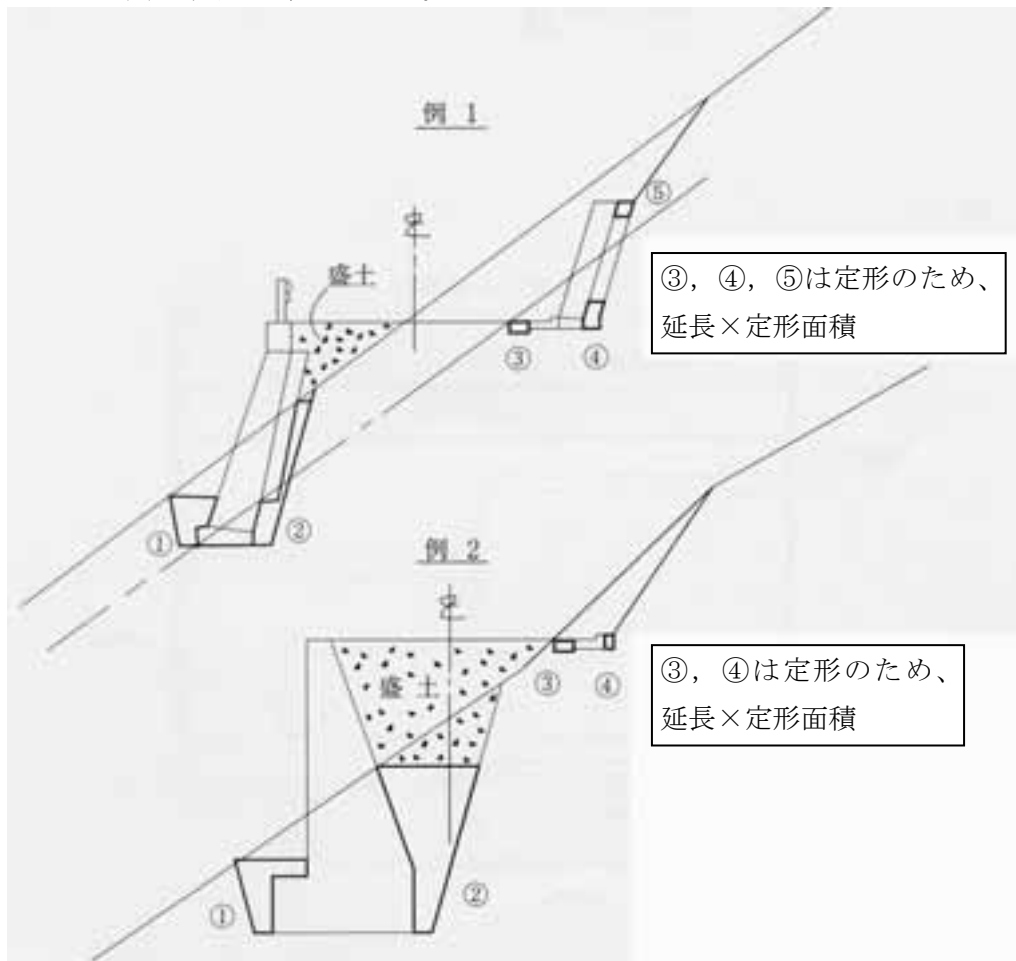 例 1
盛土
⑤
③,④,⑤は定形のため、
延長×定形面積
③
④
①
②
例 2
盛 土
③
④
③,④は定形のため、
延長×定形面積
②
①